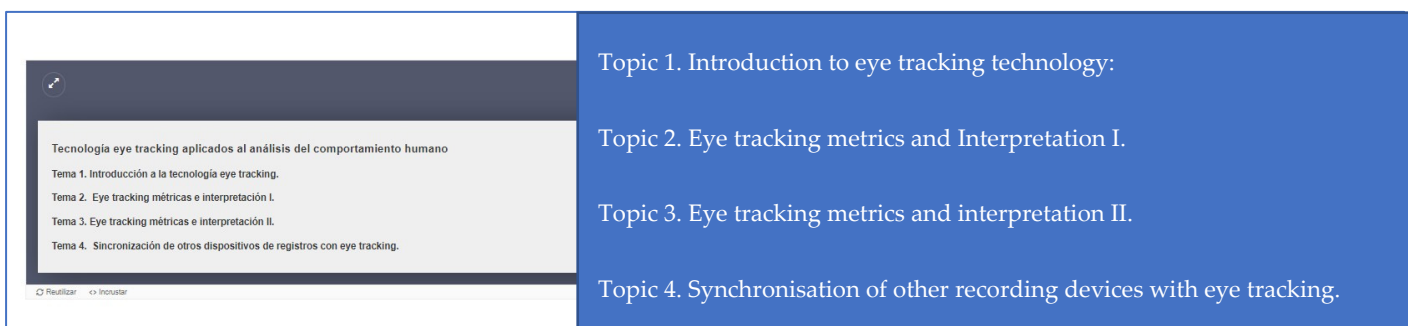 Tecnología eye tracking aplicados al análisis del comportamiento humano
Tema 1. Introducción a la tecnología eye tracking.
Tema 2. Eye tracking métricas e interpretación I.
Tema 3. Eye tracking métricas e interpretación II.
Tema 4. Sincronización de otros dispositivos de registros con eye tracking.
Reutilizar <> Incrustar
Topic 1. Introduction to eye tracking technology:
Topic 2. Eye tracking metrics and Interpretation I.
Topic 3. Eye tracking metrics and interpretation II.
Topic 4. Synchronisation of other recording devices with eye tracking.